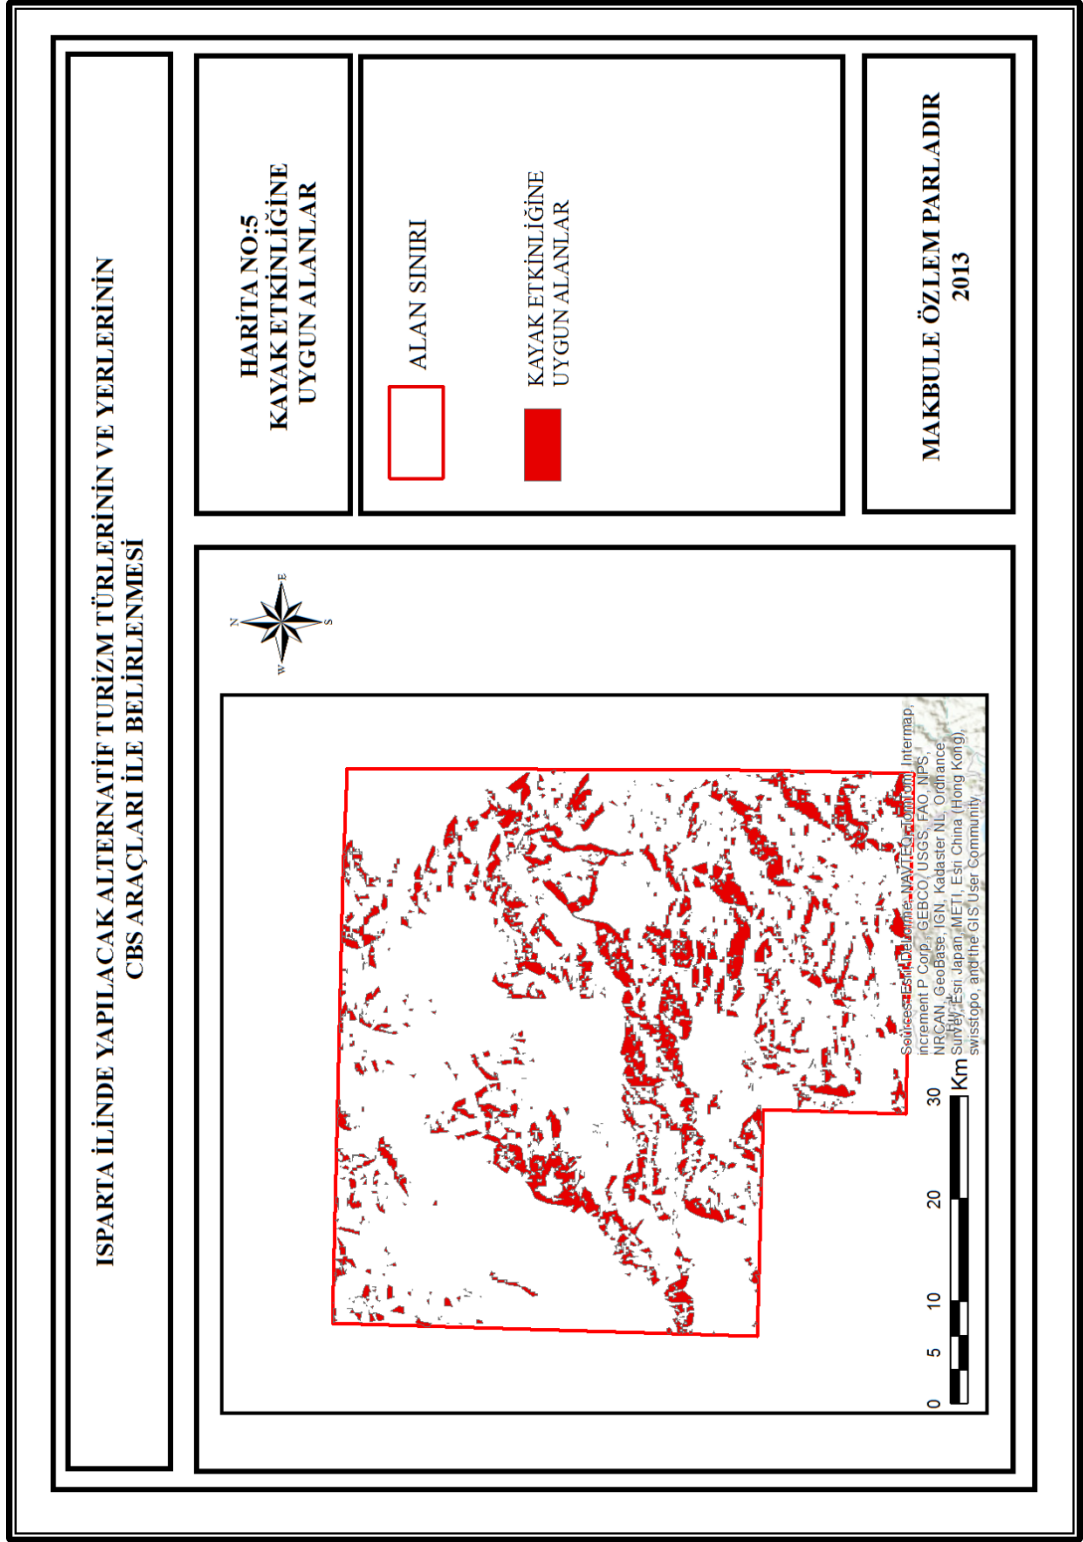 ISPARTA İLİNDE YAPILACAK ALTERNATİF TURİZM TÜRLERİNİN VE YERLERİNİN
CBS ARAÇLARI İLE BELİRLENMESİ
HARİTA NO:5
KAYAK ETKİNLİĞİNE
UYGUN ALANLAR
ALAN SINIRI
KAYAK ETKİNLİĞİNE
UYGUN ALANLAR
MAKBULE ÖZLEM PARLADIR
2013
N
W
E
S
Sources: Esri, DeLorme, NAVTEQ, TomTom, Intermap,
increment P Corp., GEBCO, USGS, FAO, NPS,
NRCAN, GeoBase, IGN, Kadaster NL, Ordnance
Survey, Esri Japan, METI, Esri China (Hong Kong),
swisstopo, and the GIS User Community
0 5 10 20 30
Km